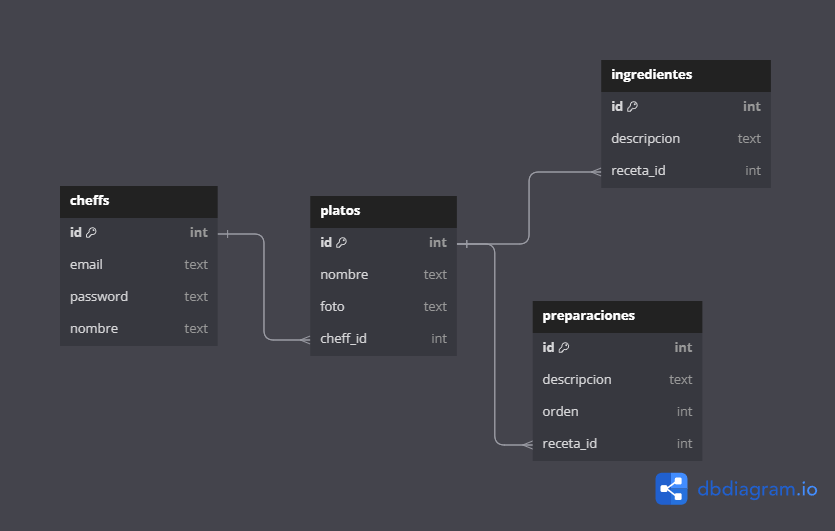 cheffs
id int
email text
password text
nombre text
platos
id int
nombre text
foto text
cheff_id int
ingredientes
id int
descripcion text
receta_id int
preparaciones
id int
descripcion text
orden int
receta_id int
dbdiagram.io